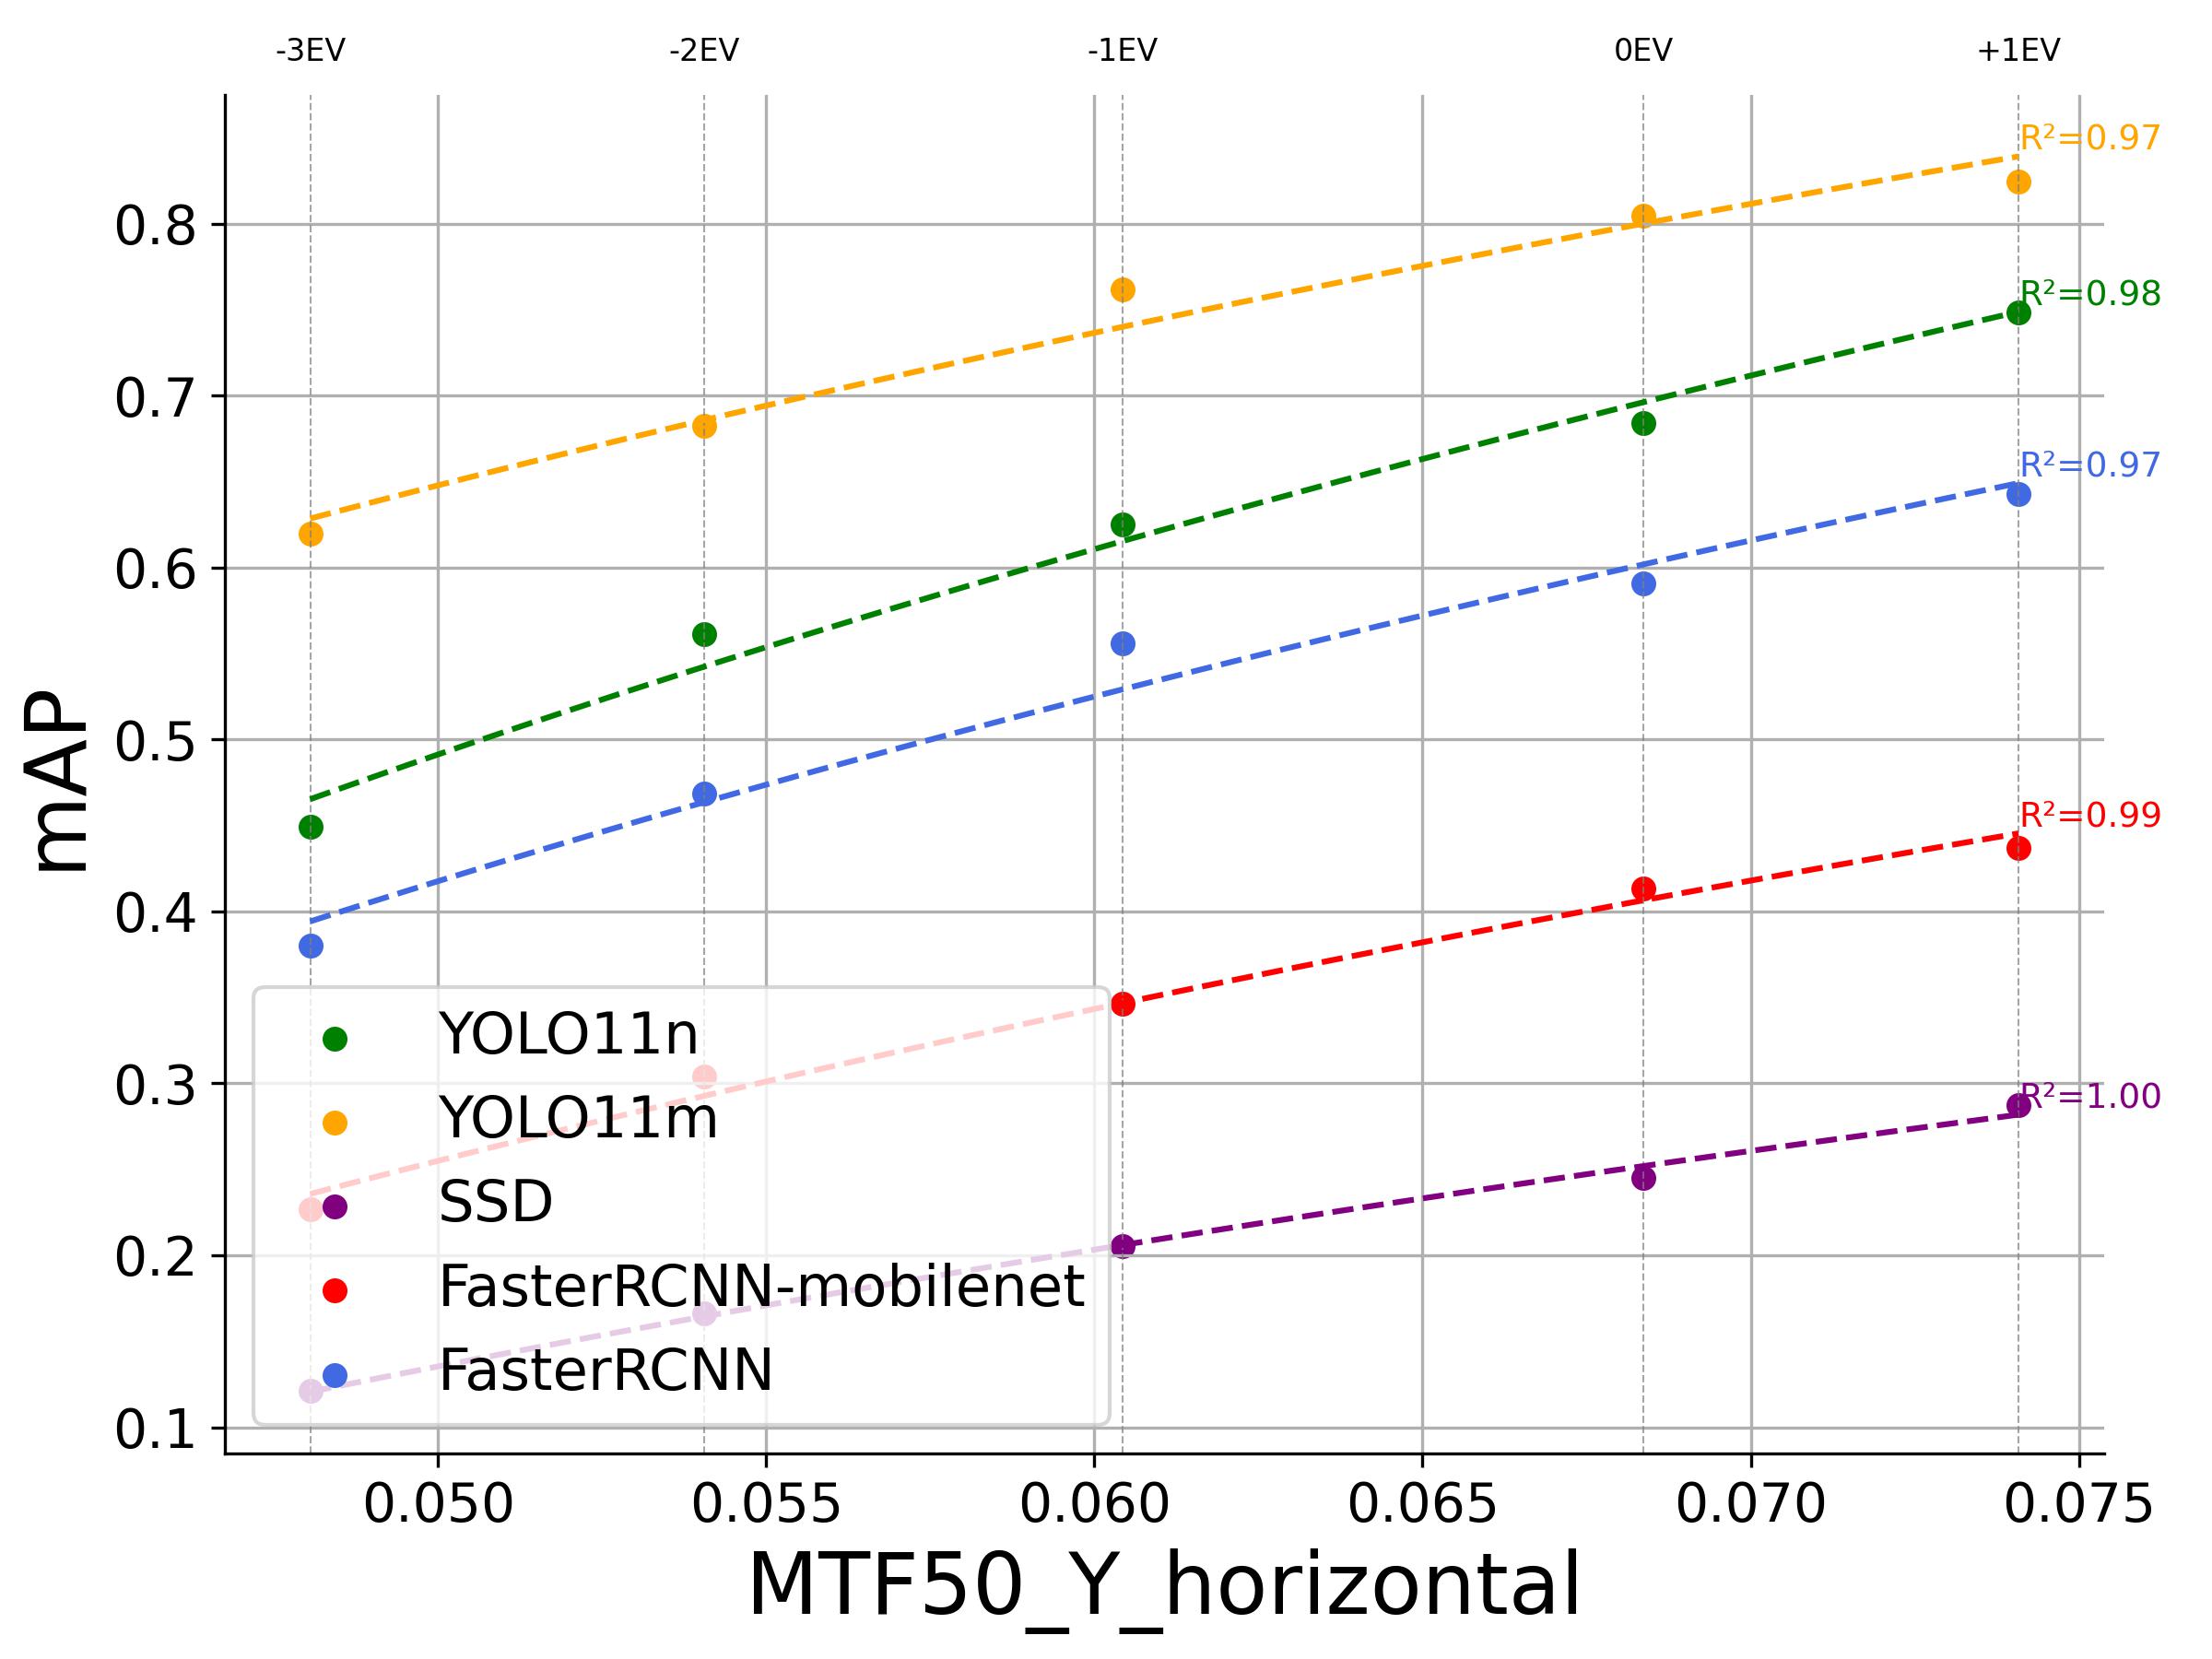 -3EV -2EV -1EV 0EV +1EV
R²=0.97
R²=0.98
R²=0.97
R²=0.99
R²=1.00
0.8
0.7
0.6
0.5
0.4
0.3
0.2
0.1
mAP
YOLO11n
YOLO11m
SSD
FasterRCNN-mobilenet
FasterRCNN
0.050 0.055 0.060 0.065 0.070 0.075
MTF50_Y_horizontal